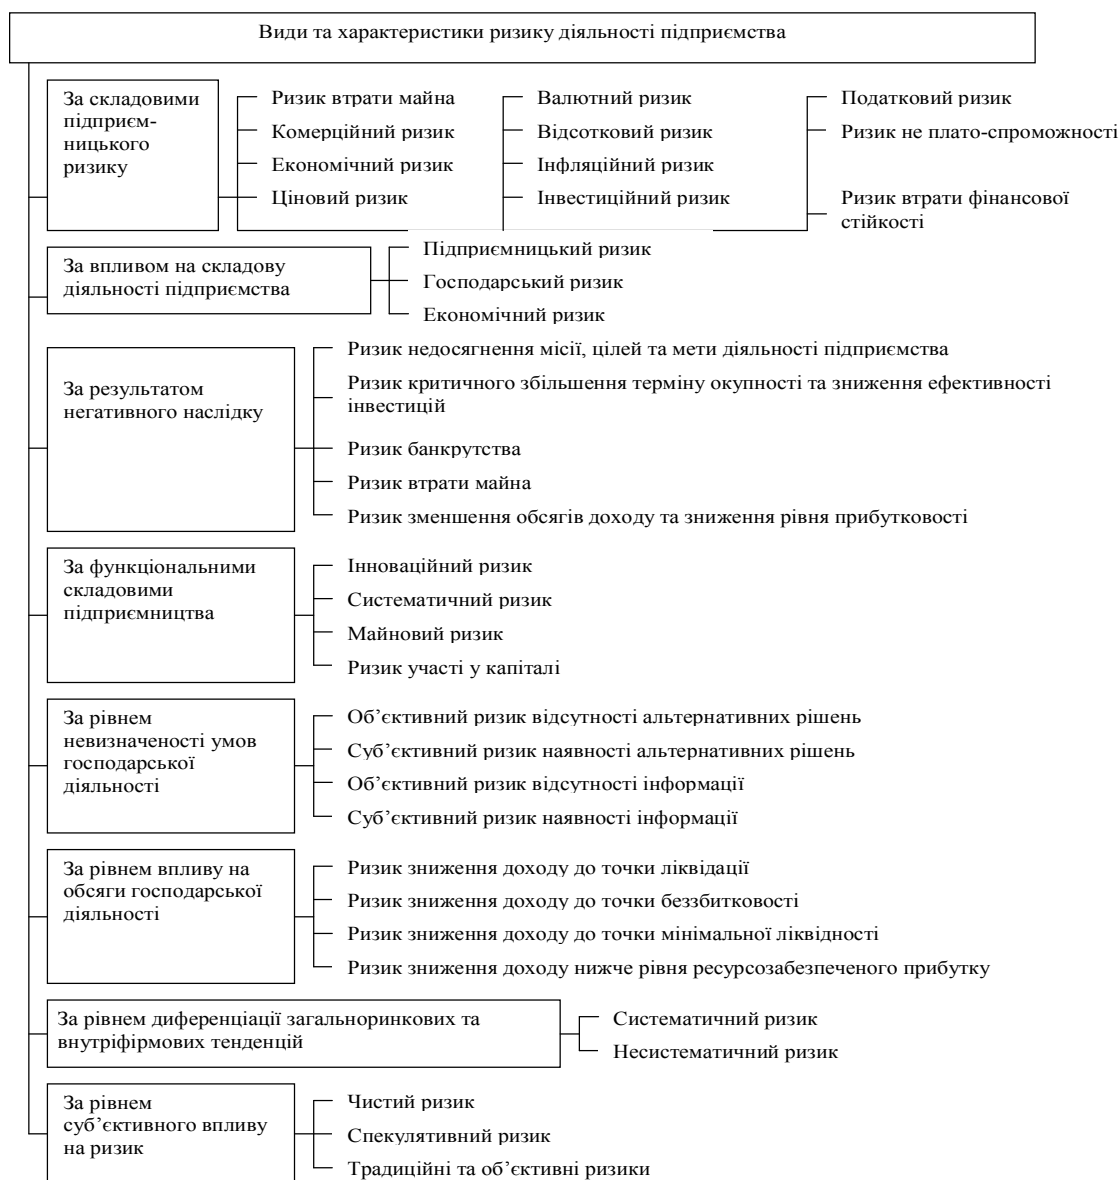 Види та характеристики ризику діяльності підприємства
За складовими
підприєм-
ницького
ризику
Ризик втрати майна
Комерційний ризик
Економічний ризик
Ціновий ризик
Валютний ризик
Відсотковий ризик
Інфляційний ризик
Інвестиційний ризик
Податковий ризик
Ризик не плато-спроможності
Ризик втрати фінансової
стійкості
За впливом на складову
діяльності підприємства
Підприємницький ризик
Господарський ризик
Економічний ризик
За результатом
негативного наслідку
Ризик недосягнення місії, цілей та мети діяльності підприємства
Ризик критичного збільшення терміну окупності та зниження ефективності
інвестицій
Ризик банкрутства
Ризик втрати майна
Ризик зменшення обсягів доходу та зниження рівня прибутковості
За функціональними
складовими
підприємництва
Інноваційний ризик
Систематичний ризик
Майновий ризик
Ризик участі у капіталі
За рівнем
невизначеності умов
господарської
діяльності
Об’єктивний ризик відсутності альтернативних рішень
Суб’єктивний ризик наявності альтернативних рішень
Об’єктивний ризик відсутності інформації
Суб’єктивний ризик наявності інформації
За рівнем впливу на
обсяги господарської
діяльності
Ризик зниження доходу до точки ліквідації
Ризик зниження доходу до точки беззбитковості
Ризик зниження доходу до точки мінімальної ліквідності
Ризик зниження доходу нижче рівня ресурсозабезпеченого прибутку
За рівнем диференціації загальноринкових та
внутріфірмових тенденцій
Систематичний ризик
Несистематичний ризик
За рівнем
суб’єктивного впливу
на ризик
Чистий ризик
Спекулятивний ризик
Традиційні та об’єктивні ризики